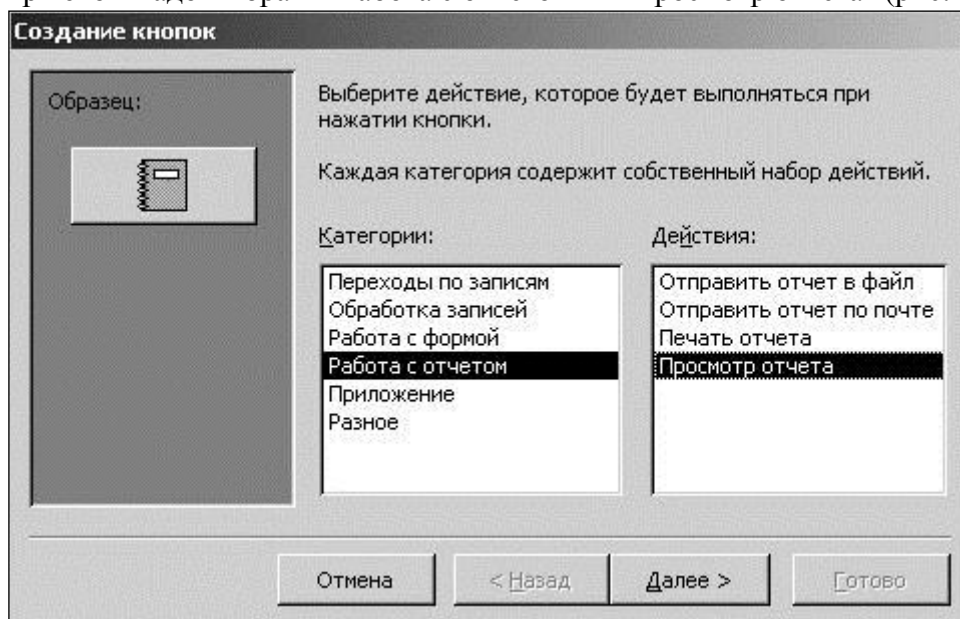 Создание кнопок
Образец:
Выберите действие, которое будет выполняться при
нажатии кнопки.
Каждая категория содержит собственный набор действий.
Категории:
Переходы по записям
Обработка записей
Работа с формой
Работа с отчетом
Приложение
Разное
Действия:
Отправить отчет в файл
Отправить отчет по почте
Печать отчета
Просмотр отчета
Отмена
< Назад
Далее >
Готово